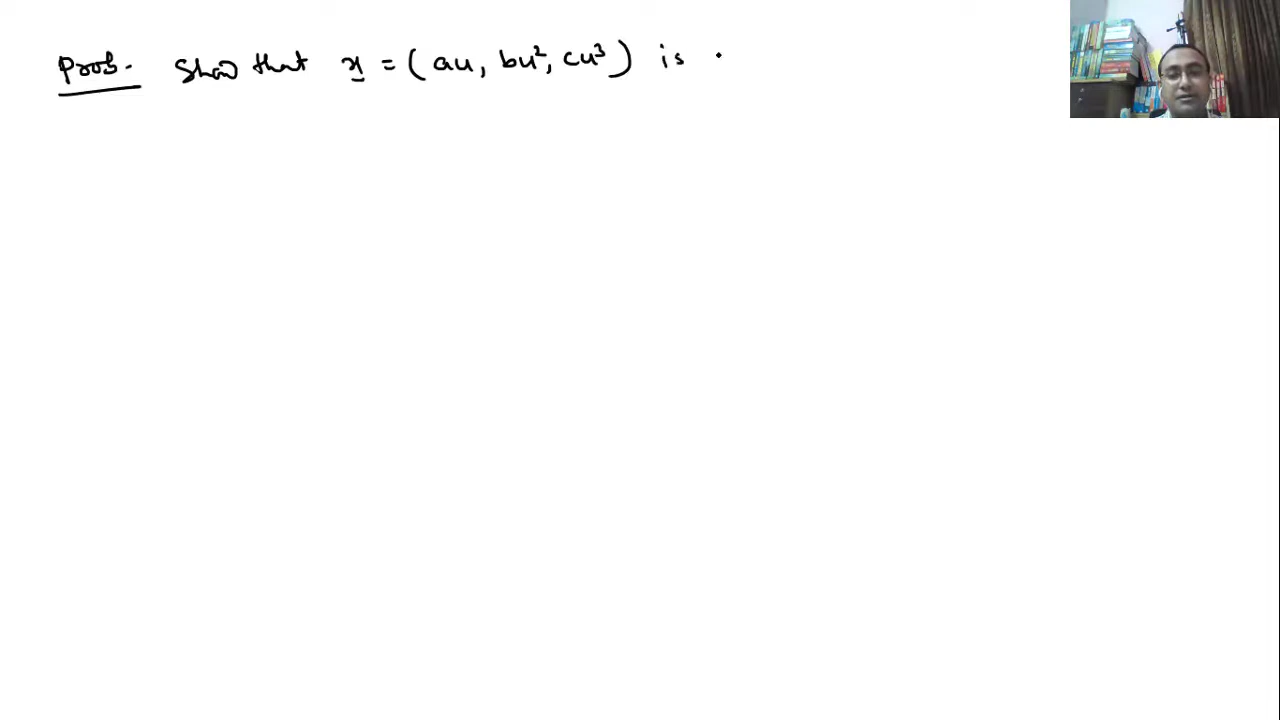 Prob. Show that x = (au, bu², cu³) is